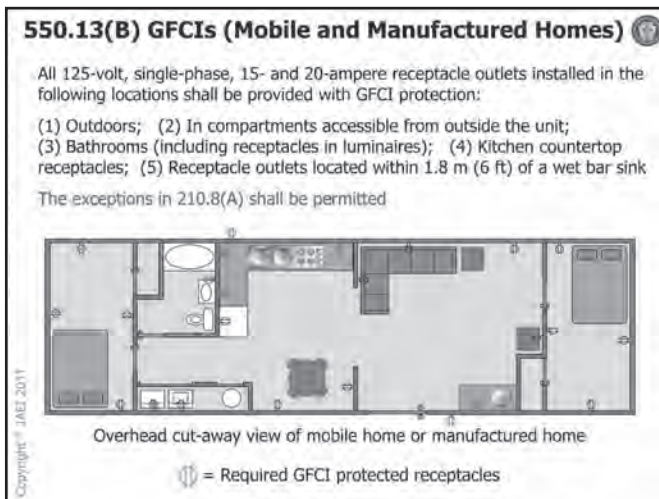 550.13(B) GFCIs (Mobile and Manufactured Homes)
All 125-volt, single-phase, 15- and 20-ampere receptacle outlets installed in the
following locations shall be provided with GFCI protection:
(1) Outdoors; (2) In compartments accessible from outside the unit;
(3) Bathrooms (including receptacles in luminaires); (4) Kitchen countertop
receptacles; (5) Receptacle outlets located within 1.8 m (6 ft) of a wet bar sink
The exceptions in 210.8(A) shall be permitted
Copyright © IAEI 2011
Overhead cut-away view of mobile home or manufactured home
= Required GFCI protected receptacles